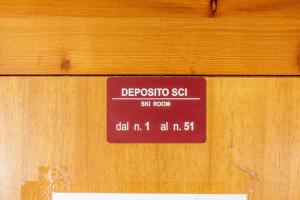 DEPOSITO SCI
SKI ROOM
dal n. 1 al n. 51